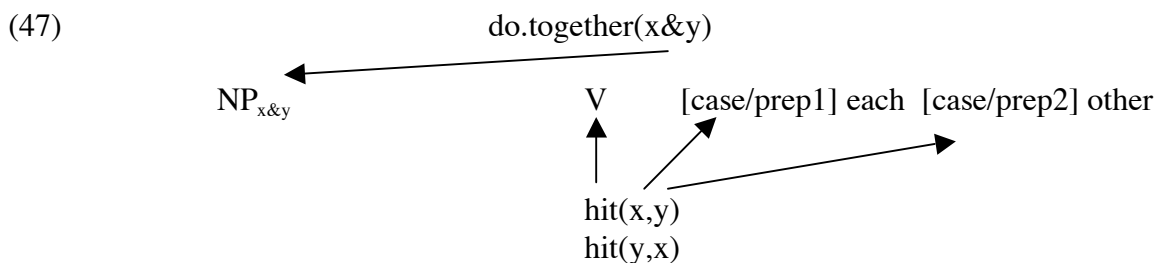 (47) do.together(x&y)
NPx&y V [case/prep1] each [case/prep2] other
hit(x,y)
hit(y,x)